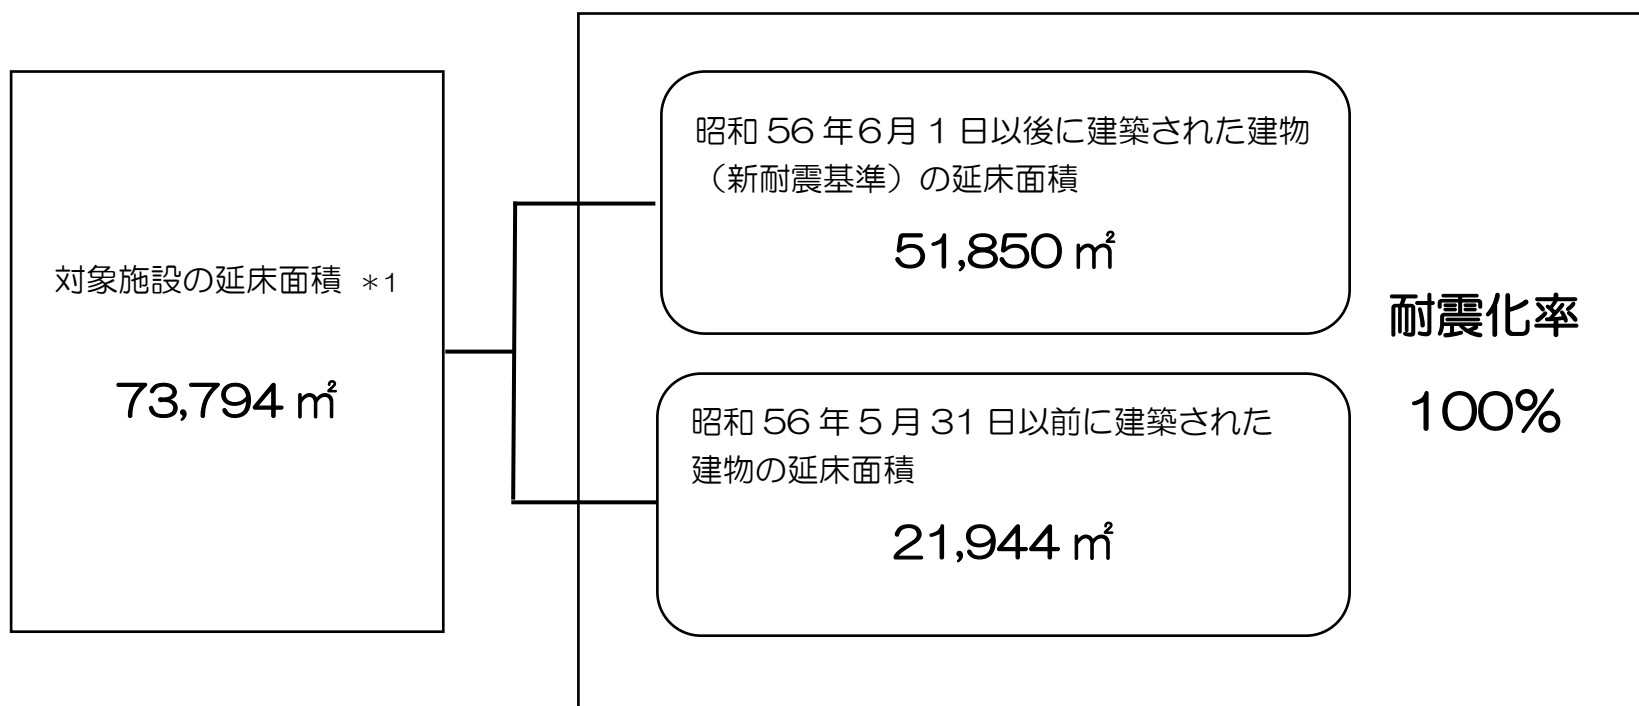 対象施設の延床面積 *1
73,794 ㎡
昭和 56 年6月 1 日以後に建築された建物
（新耐震基準）の延床面積
51,850 ㎡
昭和 56 年 5 月 31 日以前に建築された
建物の延床面積
21,944 ㎡
耐震化率
100%